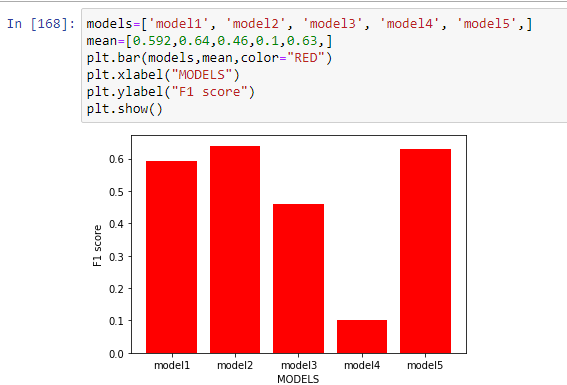 In [168]: models=['model1', 'model2', 'model3', 'model4', 'model5',]
mean=[0.592,0.64,0.46,0.1,0.63,]
plt.bar(models,mean,color="RED")
plt.xlabel("MODELS")
plt.ylabel("F1 score")
plt.show()
0.6
0.5
0.4
0.3
0.2
0.1
0.0
F1 score
model1 model2 model3 model4 model5
MODELS